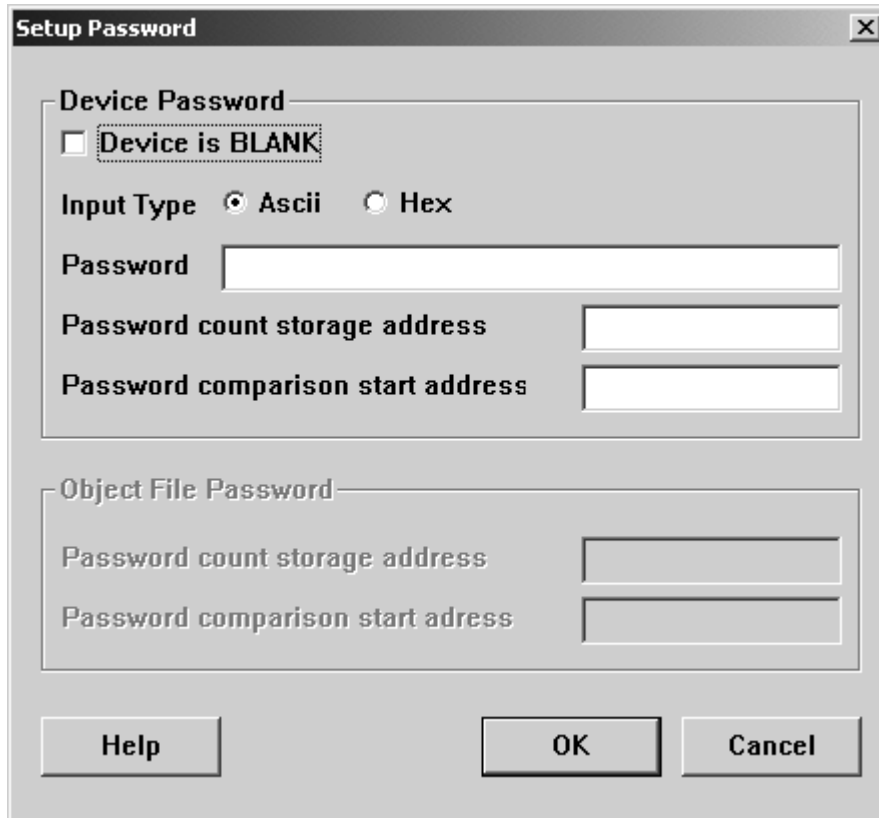 Setup Password
Device Password
Device is BLANK
Input Type Ascii Hex
Password
Password count storage address
Password comparison start address
Object File Password
Password count storage address
Password comparison start adress
Help OK Cancel